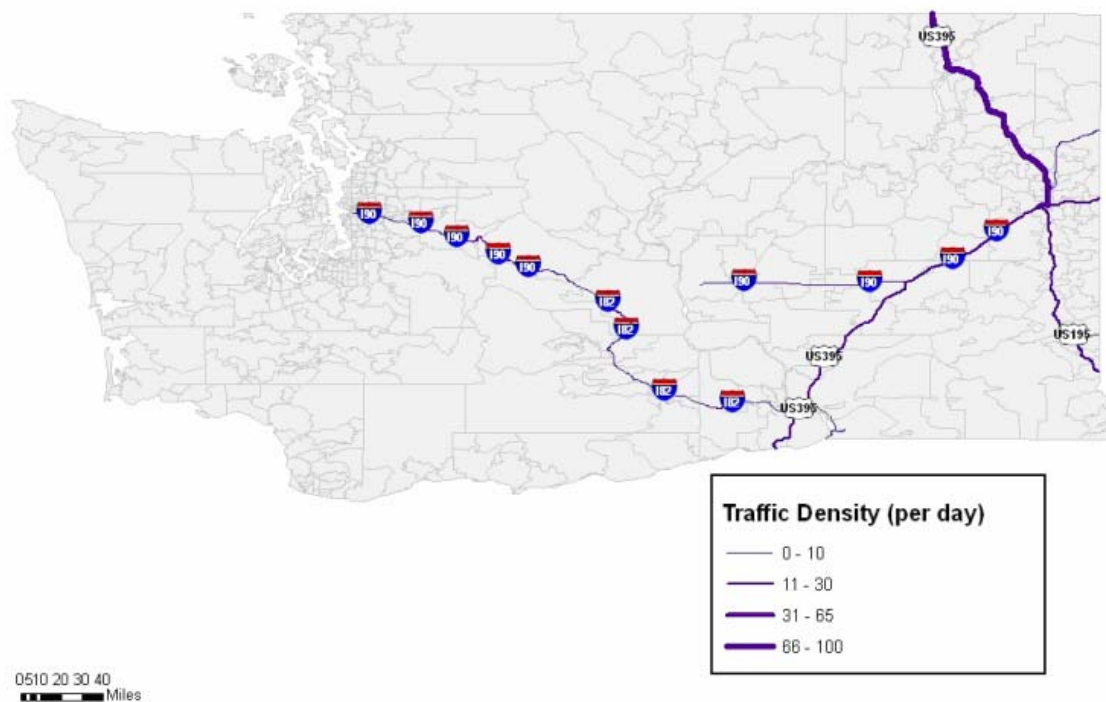 US395
I90
I90
I90
I90
I90
I90
I90
I90
I90
I82
I82
US195
US395
I82
I82
US395
Traffic Density (per day)
0 - 10
11 - 30
31 - 65
66 - 100
0510 20 30 40
Miles